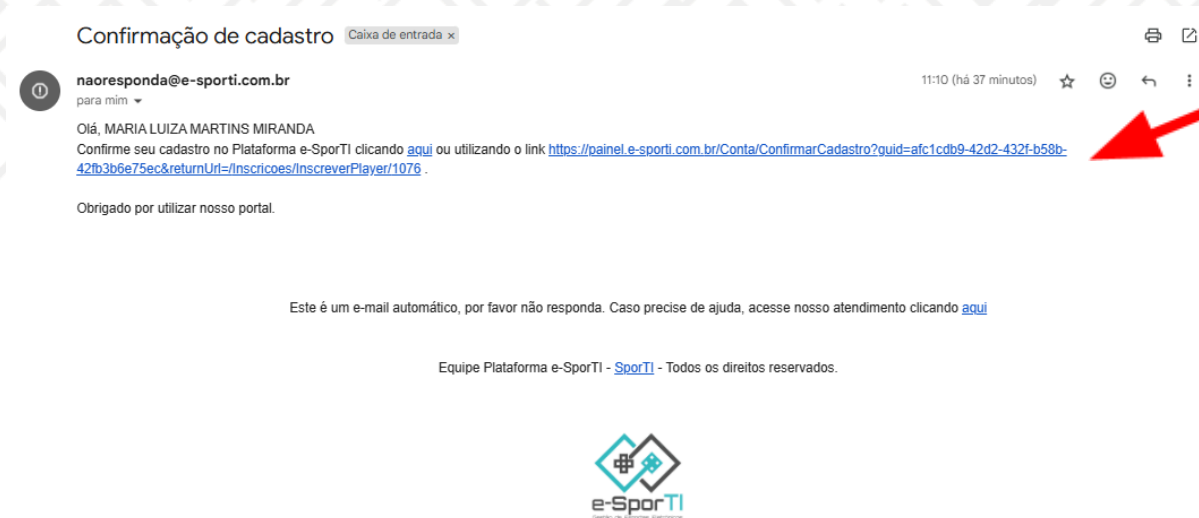 Confirmação de cadastro Caixa de entrada x
naoresponda@e-sporti.com.br 11:10 (há 37 minutos)
para mim
Olá, MARIA LUIZA MARTINS MIRANDA
Confirme seu cadastro no Plataforma e-SporTI clicando aqui ou utilizando o link https://painel.e-sporti.com.br/Conta/ConfirmarCadastro?guid=afc1cdb9-42d2-432f-b58b-
42fb3b6e75ec&returnUrl=/Inscricoes/InscreverPlayer/1076 .
Obrigado por utilizar nosso portal.
Este é um e-mail automático, por favor não responda. Caso precise de ajuda, acesse nosso atendimento clicando aqui
Equipe Plataforma e-SporTI - SporTI - Todos os direitos reservados.
e-SporTI